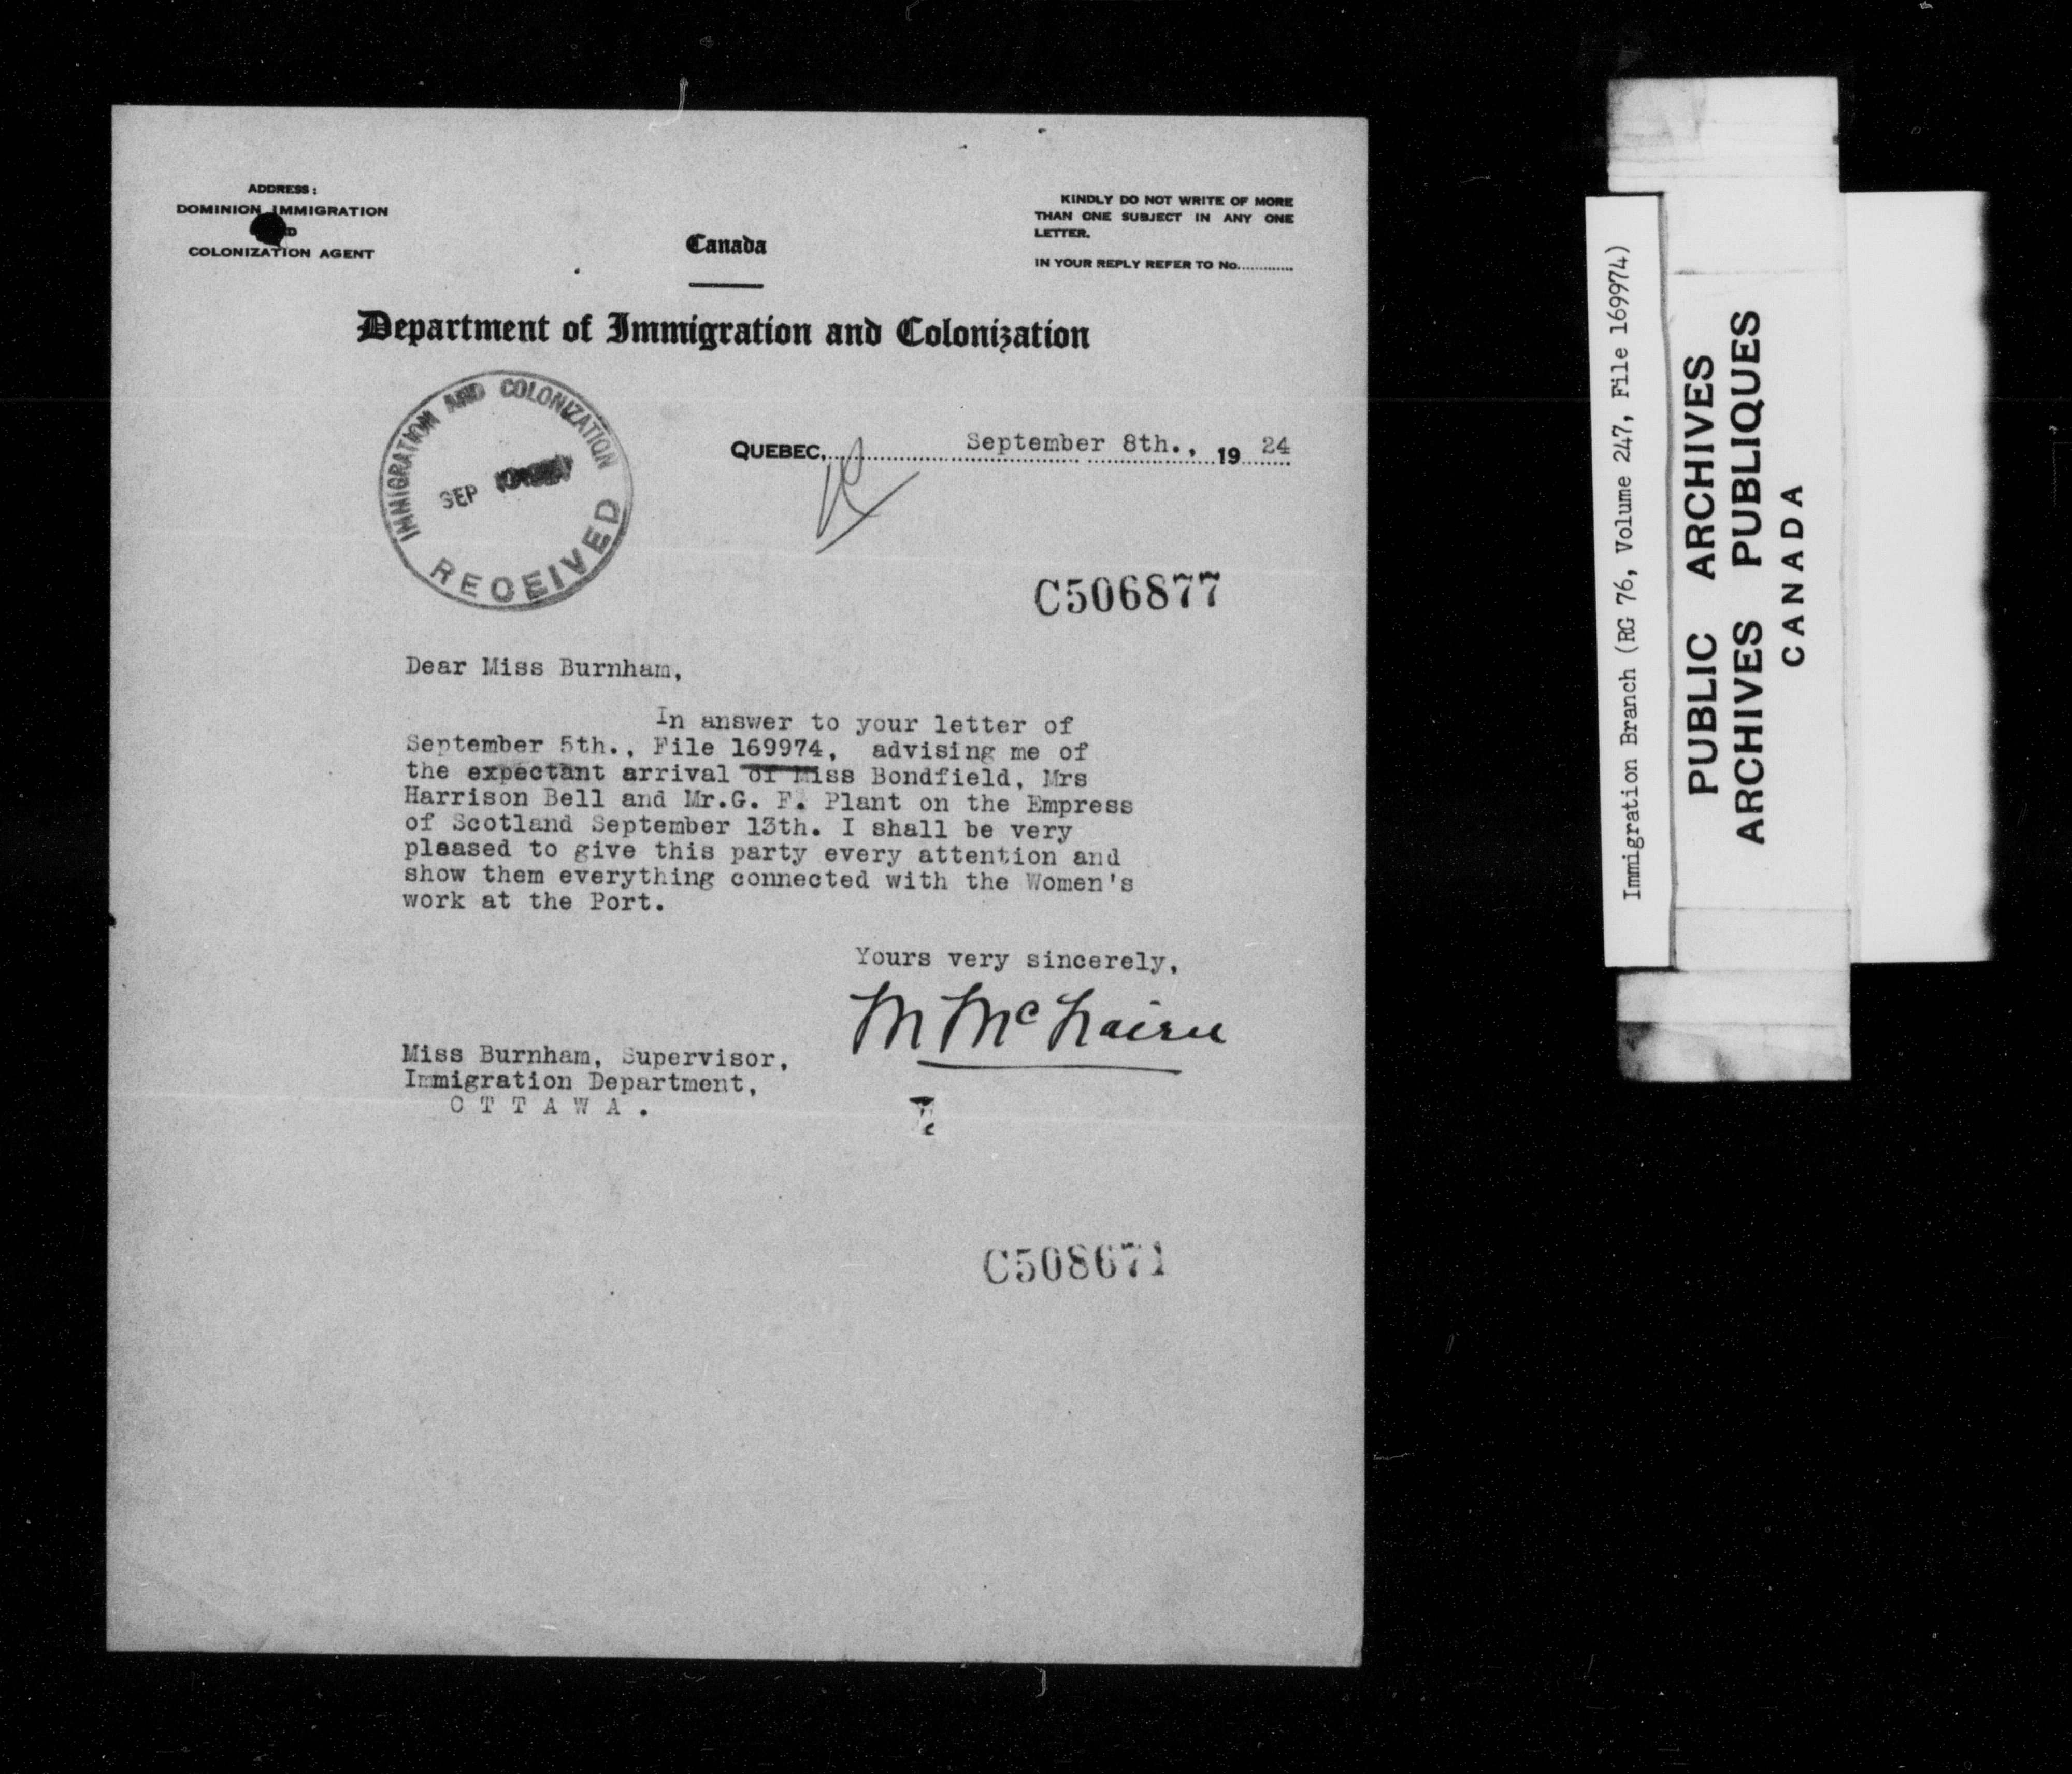 ADDRESS:
DOMINION IMMIGRATION
COLONIZATION AGENT
Canada
KINDLY DO NOT WRITE OF MORE
THAN ONE SUBJECT IN ANY ONE
LETTER.
IN YOUR REPLY REFER TO No.............
Department of Immigration and Colonization
IMMIGRATION AND COLONIZATION
SEP
RECEIVED
QUEBEC, September 8th., 19 24
C506877
Dear Miss Burnham,
In answer to your letter of
September 5th., File 169974, advising me of
the expectant arrival of Miss Bondfield, Mrs
Harrison Bell and Mr.G. F. Plant on the Empress
of Scotland September 13th. I shall be very
pleased to give this party every attention and
show them everything connected with the Women's
work at the Port.
Yours very sincerely,
M McNairn
Miss Burnham, Supervisor,
Immigration Department,
O T T A W A .
C508671
Immigration Branch (RG 76, Volume 247, File 169974)
PUBLIC ARCHIVES
ARCHIVES PUBLIQUES
CANADA